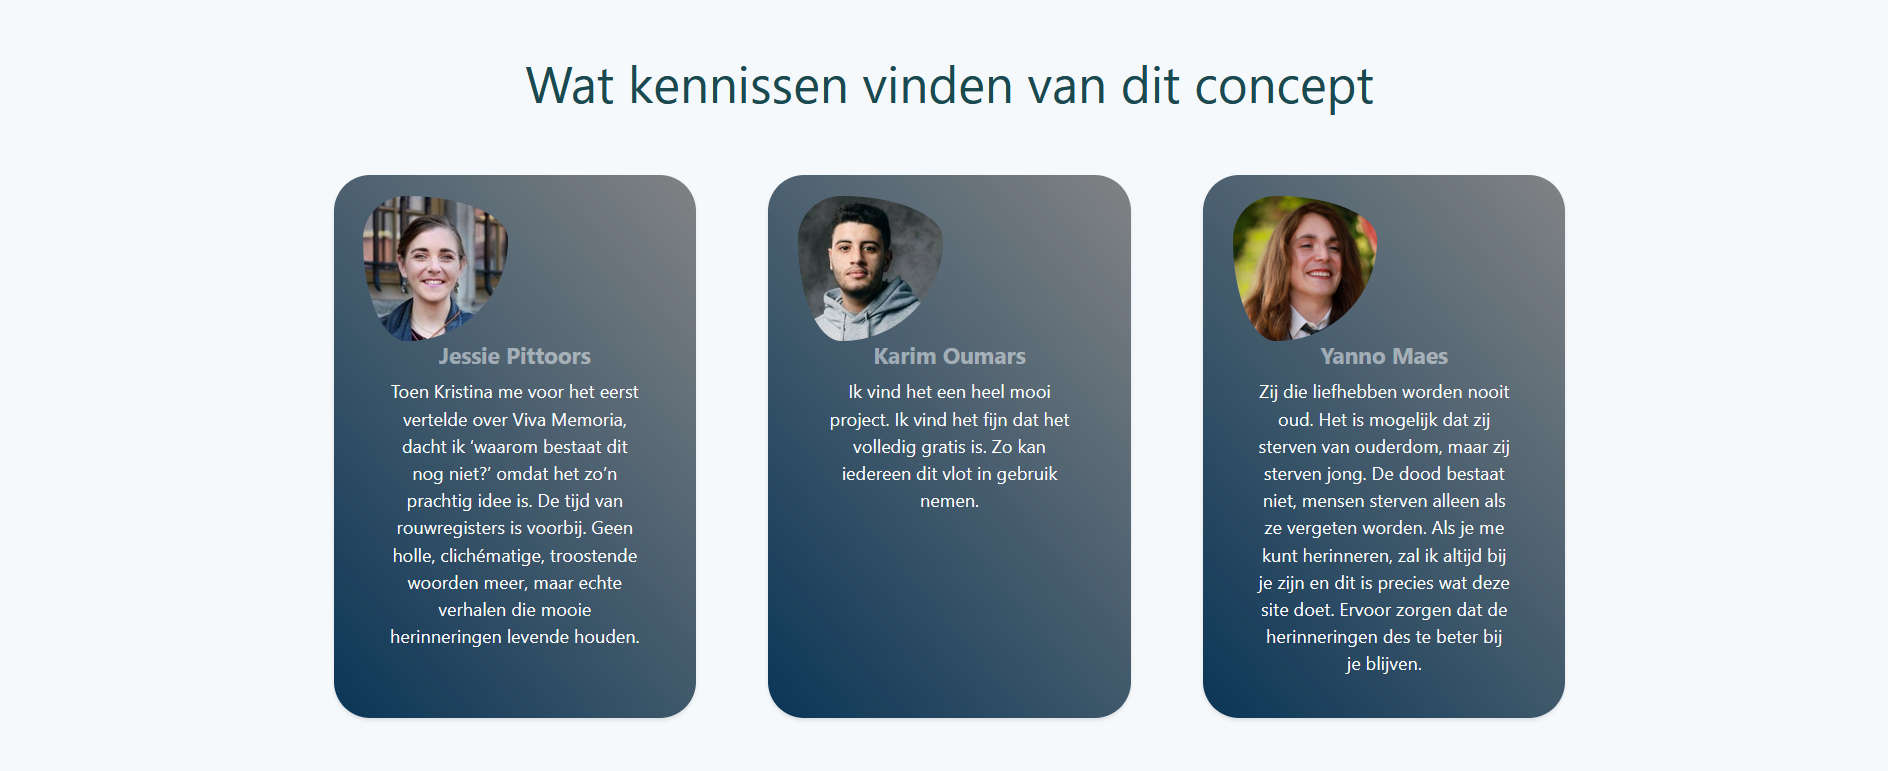 Wat kennissen vinden van dit concept
Jessie Pittoors
Toen Kristina me voor het eerst
vertelde over Viva Memoria,
dacht ik ‘waarom bestaat dit
nog niet?’ omdat het zo’n
prachtig idee is. De tijd van
rouwregisters is voorbij. Geen
holle, clichématige, troostende
woorden meer, maar echte
verhalen die mooie
herinneringen levende houden.
Karim Oumars
Ik vind het een heel mooi
project. Ik vind het fijn dat het
volledig gratis is. Zo kan
iedereen dit vlot in gebruik
nemen.
Yanno Maes
Zij die liefhebben worden nooit
oud. Het is mogelijk dat zij
sterven van ouderdom, maar zij
sterven jong. De dood bestaat
niet, mensen sterven alleen als
ze vergeten worden. Als je me
kunt herinneren, zal ik altijd bij
je zijn en dit is precies wat deze
site doet. Ervoor zorgen dat de
herinneringen des te beter bij
je blijven.